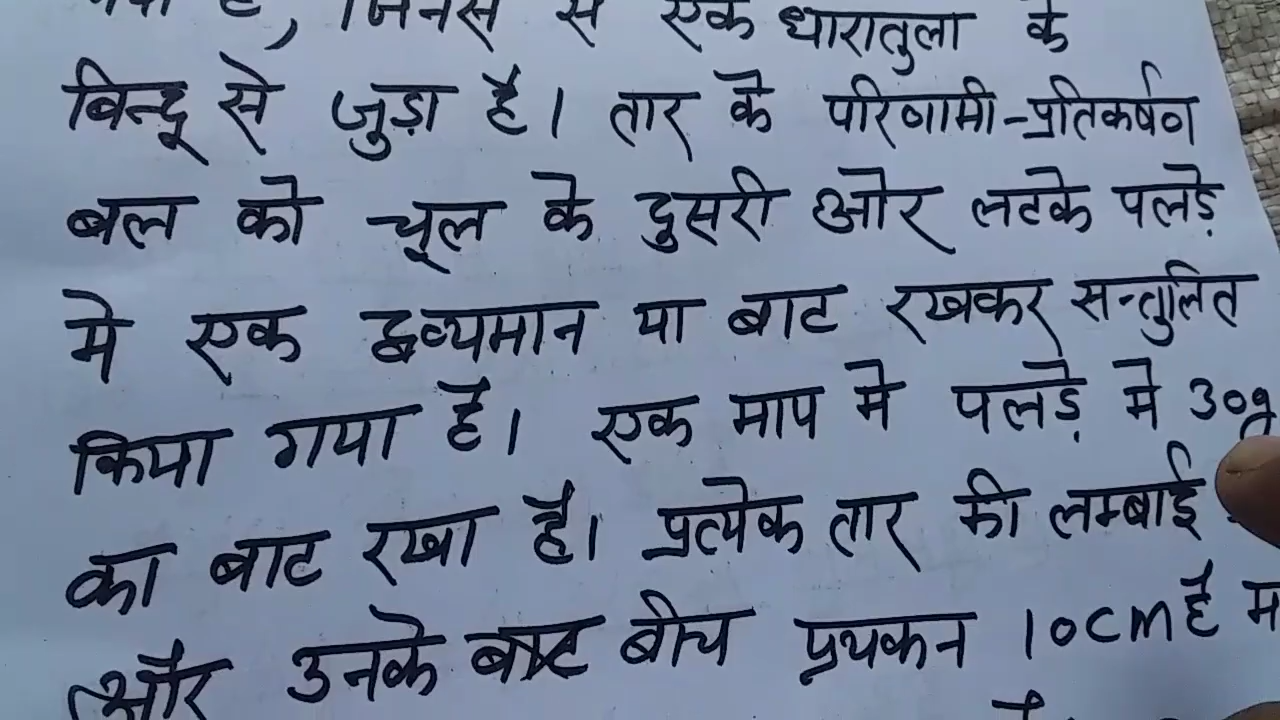 है, जिनसे से एक धारातुला के
बिन्दू से जुड़ा है। तार के परिणामी-प्रतिकर्षण
बल को चूल के दुसरी ओर लटके पलड़े
मे एक द्रव्यमान या बाट रखकर सन्तुलित
किया गया है। एक माप मे पलड़े मे 30g
का बाट रखा है। प्रत्येक तार की लम्बाई
और उनके बीच प्रथकन 10cm है